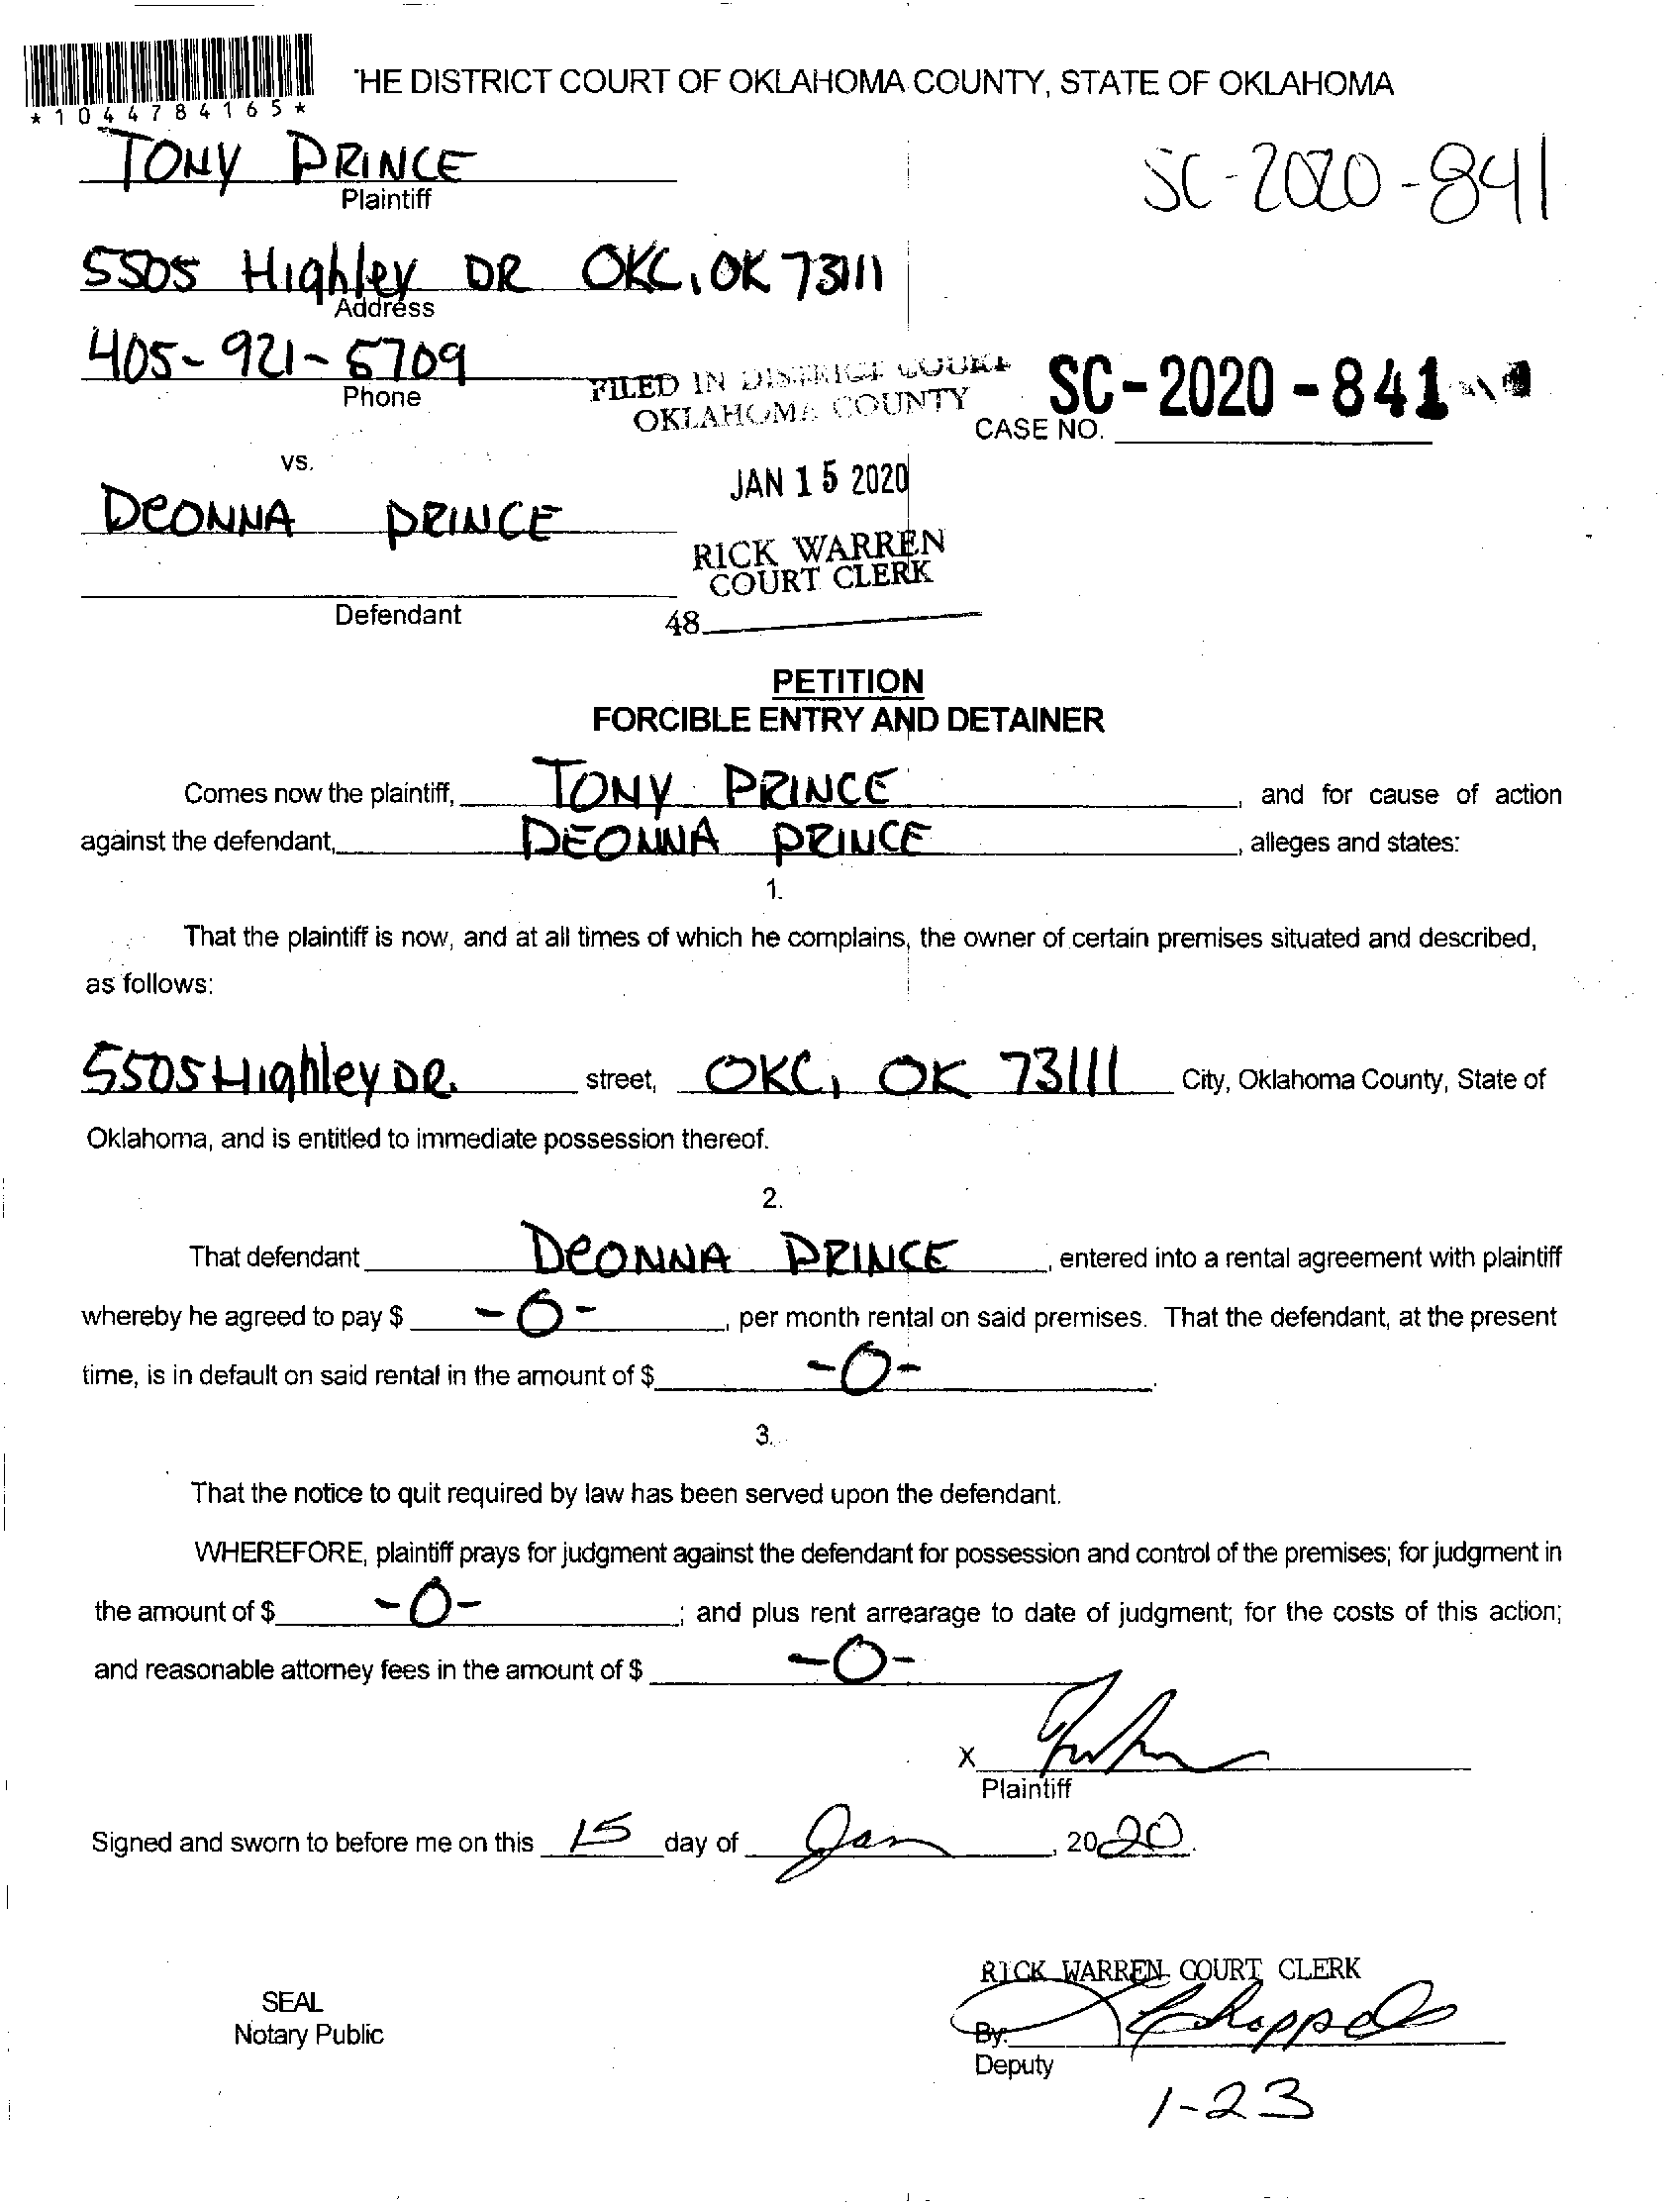 *1044784165*
THE DISTRICT COURT OF OKLAHOMA COUNTY, STATE OF OKLAHOMA
TONY PRINCE
Plaintiff
SC-2020-841
5505 Highley DR OKC, OK 73111
Address
405-921-5709
Phone
FILED IN DISTRICT COURT
OKLAHOMA COUNTY
SC-2020-841
CASE NO.
vs.
JAN 15 2020
DEONNA PRINCE
RICK WARREN
COURT CLERK
Defendant
48
PETITION
FORCIBLE ENTRY AND DETAINER
Comes now the plaintiff, TONY PRINCE, and for cause of action
against the defendant, DEONNA PRINCE, alleges and states:
1.
That the plaintiff is now, and at all times of which he complains, the owner of certain premises situated and described,
as follows:
5505 Highley DR. street, OKC, OK 73111 City, Oklahoma County, State of
Oklahoma, and is entitled to immediate possession thereof.
2.
That defendant DEONNA PRINCE, entered into a rental agreement with plaintiff
whereby he agreed to pay $ -0-, per month rental on said premises. That the defendant, at the present
time, is in default on said rental in the amount of $ -0-.
3.
That the notice to quit required by law has been served upon the defendant.
WHEREFORE, plaintiff prays for judgment against the defendant for possession and control of the premises; for judgment in
the amount of $ -0-; and plus rent arrearage to date of judgment; for the costs of this action;
and reasonable attorney fees in the amount of $ -0-
X
Plaintiff
Signed and sworn to before me on this 15 day of Jan, 2020.
RICK WARREN COURT CLERK
SEAL
Notary Public
By:
Deputy
1-23